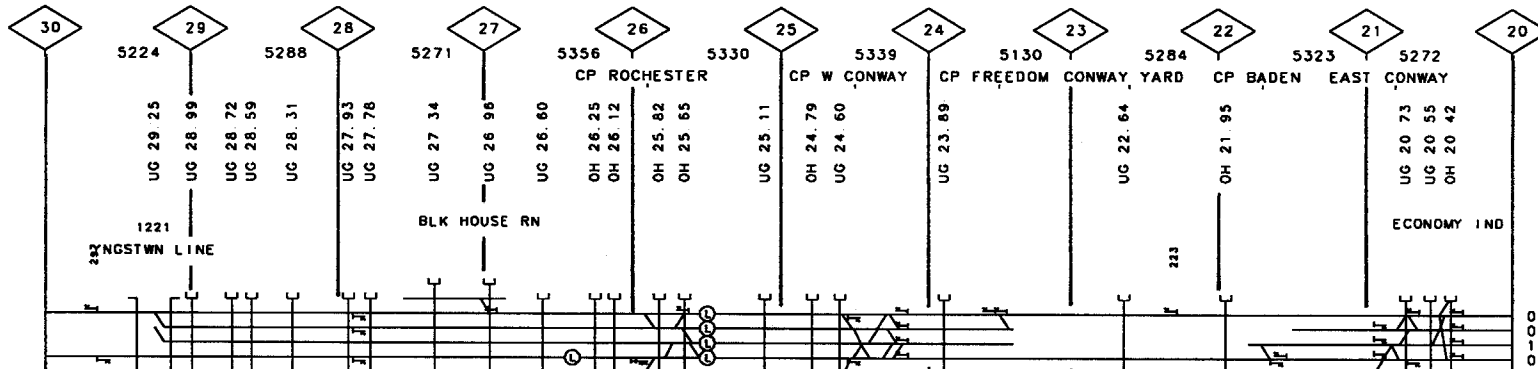 30 29 28 27 26 25 24 23 22 21 20
5224 5288 5271 5356 5330 5339 5130 5284 5323 5272
CP ROCHESTER CP W CONWAY CP FREEDOM CONWAY YARD CP BADEN EAST CONWAY
UG 29.25
UG 28.99
UG 28.72
UG 28.59
UG 28.31
UG 27.93
UG 27.78
UG 27 34
UG 26 96
UG 26.60
OH 26.25
OH 26.12
OH 25.82
OH 25 65
UG 25.11
OH 24.79
UG 24.60
UG 23.89
UG 22.64
OH 21.95
UG 20 73
UG 20 55
OH 20 42
BLK HOUSE RN
1221
ECONOMY IND
YNGSTWN LINE
223
L
L
L
L
L
0
0
1
0